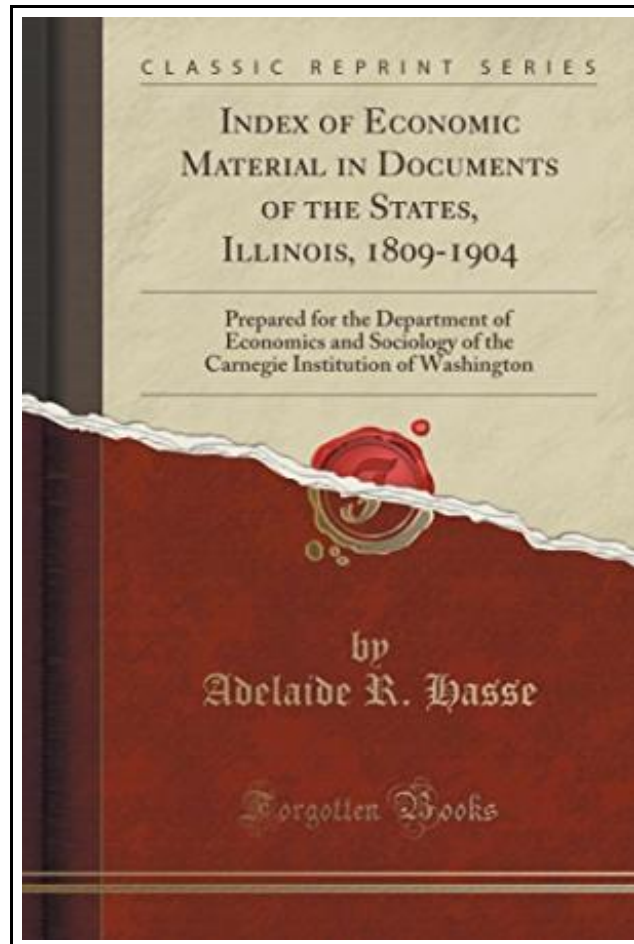 CLASSIC REPRINT SERIES
INDEX OF ECONOMIC
MATERIAL IN DOCUMENTS
OF THE STATES,
ILLINOIS, 1809-1904
Prepared for the Department of
Economics and Sociology of the
Carnegie Institution of Washington
by
Adelaide R. Hasse
Forgotten Books